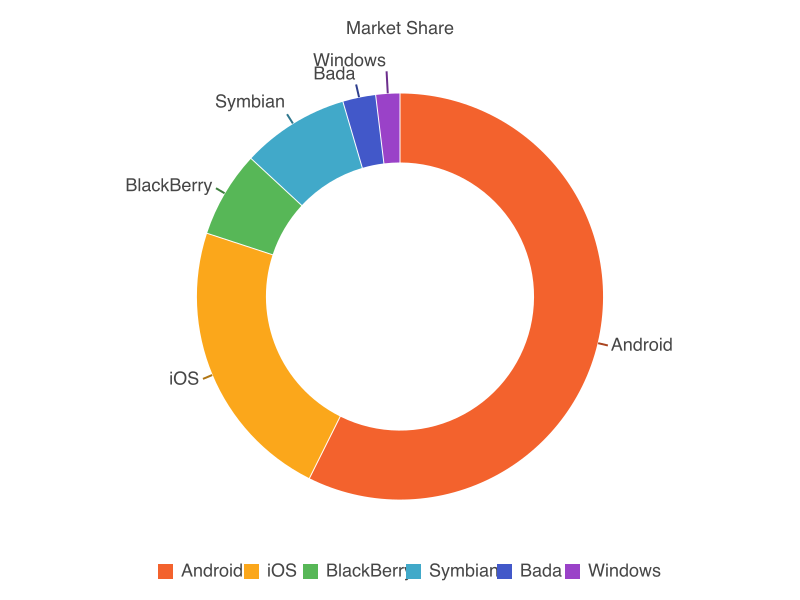 Market Share
Windows
Bada
Symbian
BlackBerry
Android
iOS
Android iOS BlackBerry Symbian Bada Windows